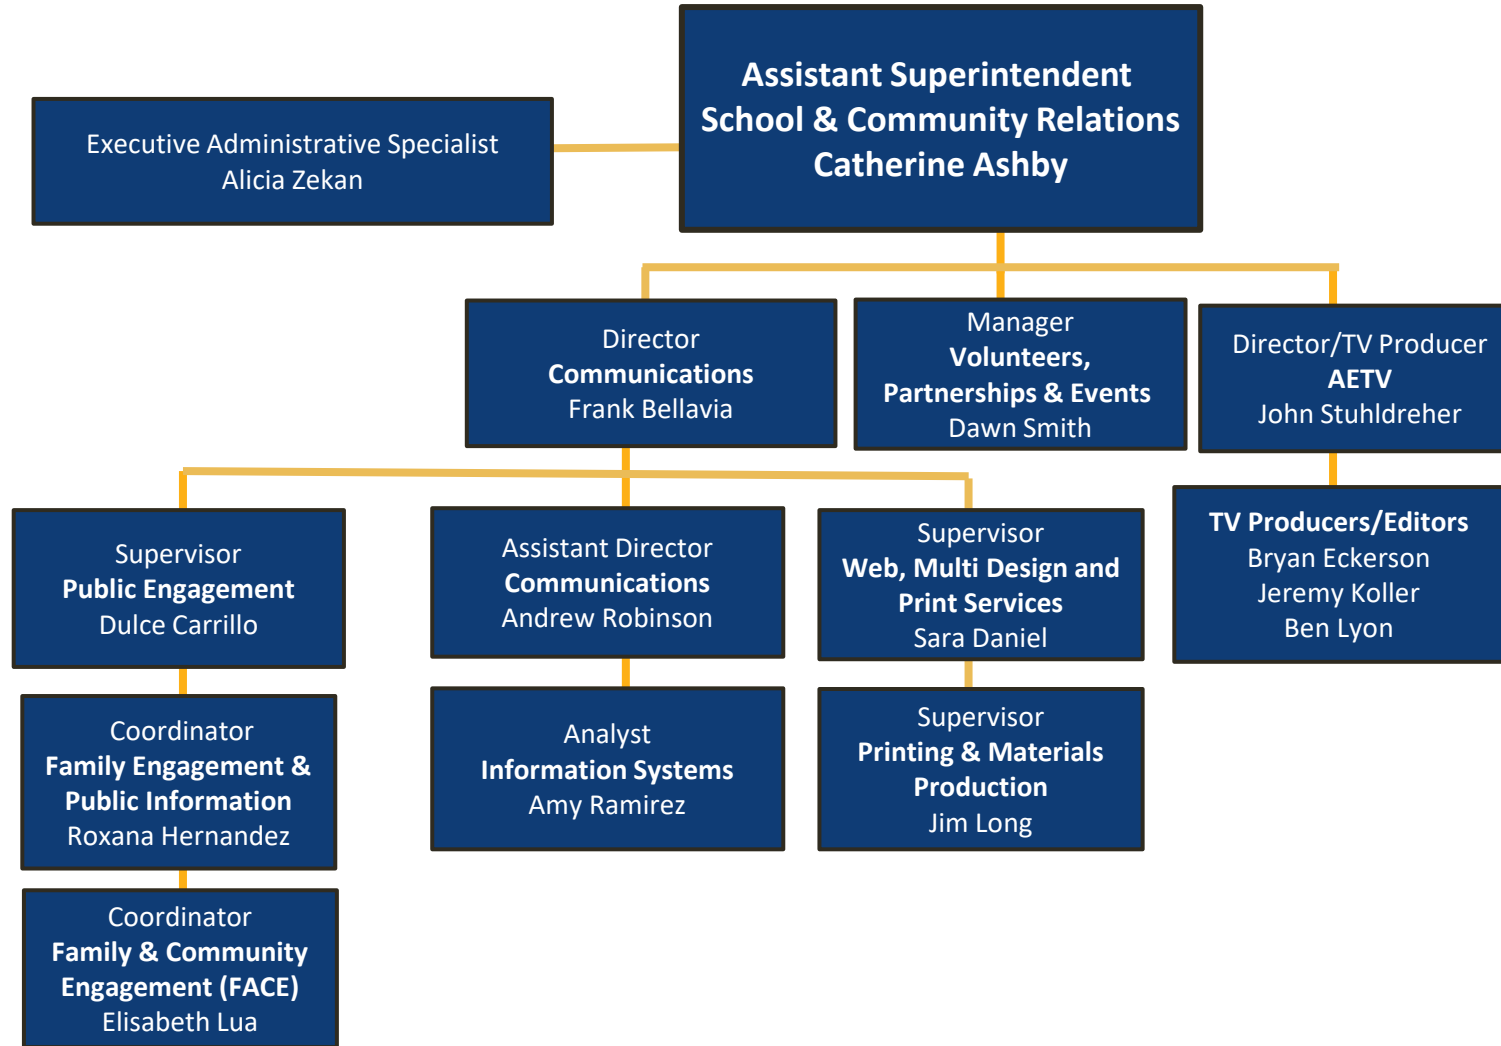 Assistant Superintendent
School & Community Relations
Catherine Ashby
Executive Administrative Specialist
Alicia Zekan
Director
Communications
Frank Bellavia
Manager
Volunteers,
Partnerships & Events
Dawn Smith
Director/TV Producer
AETV
John Stuhldreher
Supervisor
Public Engagement
Dulce Carrillo
Assistant Director
Communications
Andrew Robinson
Supervisor
Web, Multi Design and
Print Services
Sara Daniel
TV Producers/Editors
Bryan Eckerson
Jeremy Koller
Ben Lyon
Coordinator
Family Engagement &
Public Information
Roxana Hernandez
Analyst
Information Systems
Amy Ramirez
Supervisor
Printing & Materials
Production
Jim Long
Coordinator
Family & Community
Engagement (FACE)
Elisabeth Lua